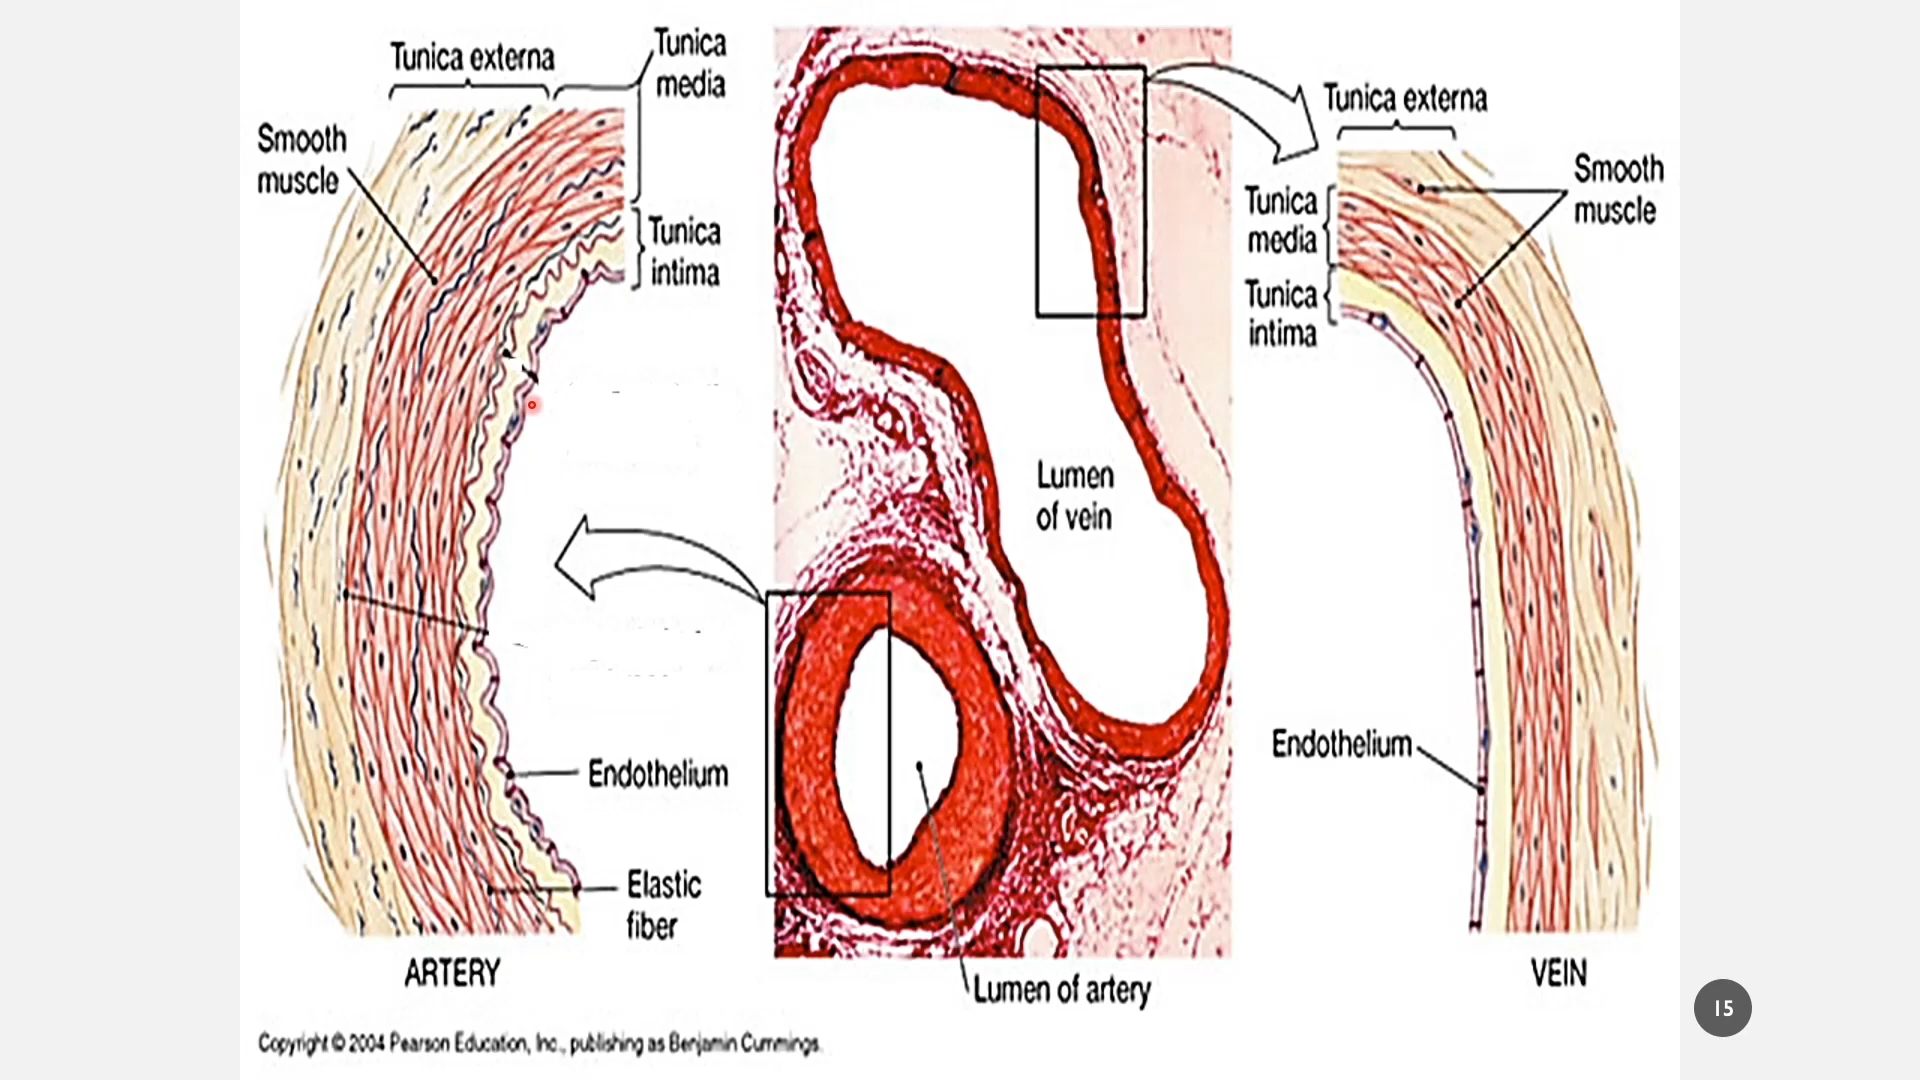 Tunica externa
Tunica
media
Smooth
muscle
Tunica
intima
Endothelium
Elastic
fiber
ARTERY
Lumen
of vein
Lumen of artery
Tunica externa
Smooth
muscle
Tunica
media
Tunica
intima
Endothelium
VEIN
15
Copyright © 2004 Pearson Education, Inc., publishing as Benjamin Cummings.